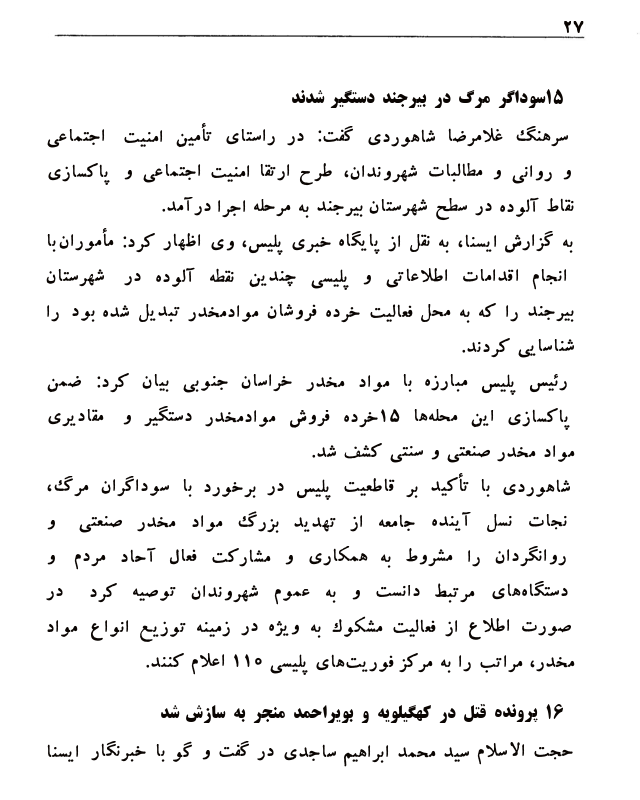 ۲۷
۱۵سوداگر مرگ در بیرجند دستگیر شدند
سرهنگ غلامرضا شاهوردی گفت: در راستای تأمین امنیت اجتماعی
و روانی و مطالبات شهروندان، طرح ارتقا امنیت اجتماعی و پاکسازی
نقاط آلوده در سطح شهرستان بیرجند به مرحله اجرا درآمد.
به گزارش ایسنا، به نقل از پایگاه خبری پلیس، وی اظهار کرد: مأموران با
انجام اقدامات اطلاعاتی و پلیسی چندین نقطه آلوده در شهرستان
بیرجند را که به محل فعالیت خرده فروشان موادمخدر تبدیل شده بود را
شناسایی کردند.
رئیس پلیس مبارزه با مواد مخدر خراسان جنوبی بیان کرد: ضمن
پاکسازی این محله‌ها ۱۵خرده فروش موادمخدر دستگیر و مقادیری
مواد مخدر صنعتی و سنتی کشف شد.
شاهوردی با تأکید بر قاطعیت پلیس در برخورد با سوداگران مرگ،
نجات نسل آینده جامعه از تهدید بزرگ مواد مخدر صنعتی و
روانگردان را مشروط به همکاری و مشارکت فعال آحاد مردم و
دستگاه‌های مرتبط دانست و به عموم شهروندان توصیه کرد در
صورت اطلاع از فعالیت مشکوک به ویژه در زمینه توزیع انواع مواد
مخدر، مراتب را به مرکز فوریت‌های پلیسی ۱۱۰ اعلام کنند.
۱۶ پرونده قتل در کهگیلویه و بویراحمد منجر به سازش شد
حجت الاسلام سید محمد ابراهیم ساجدی در گفت و گو با خبرنگار ایسنا